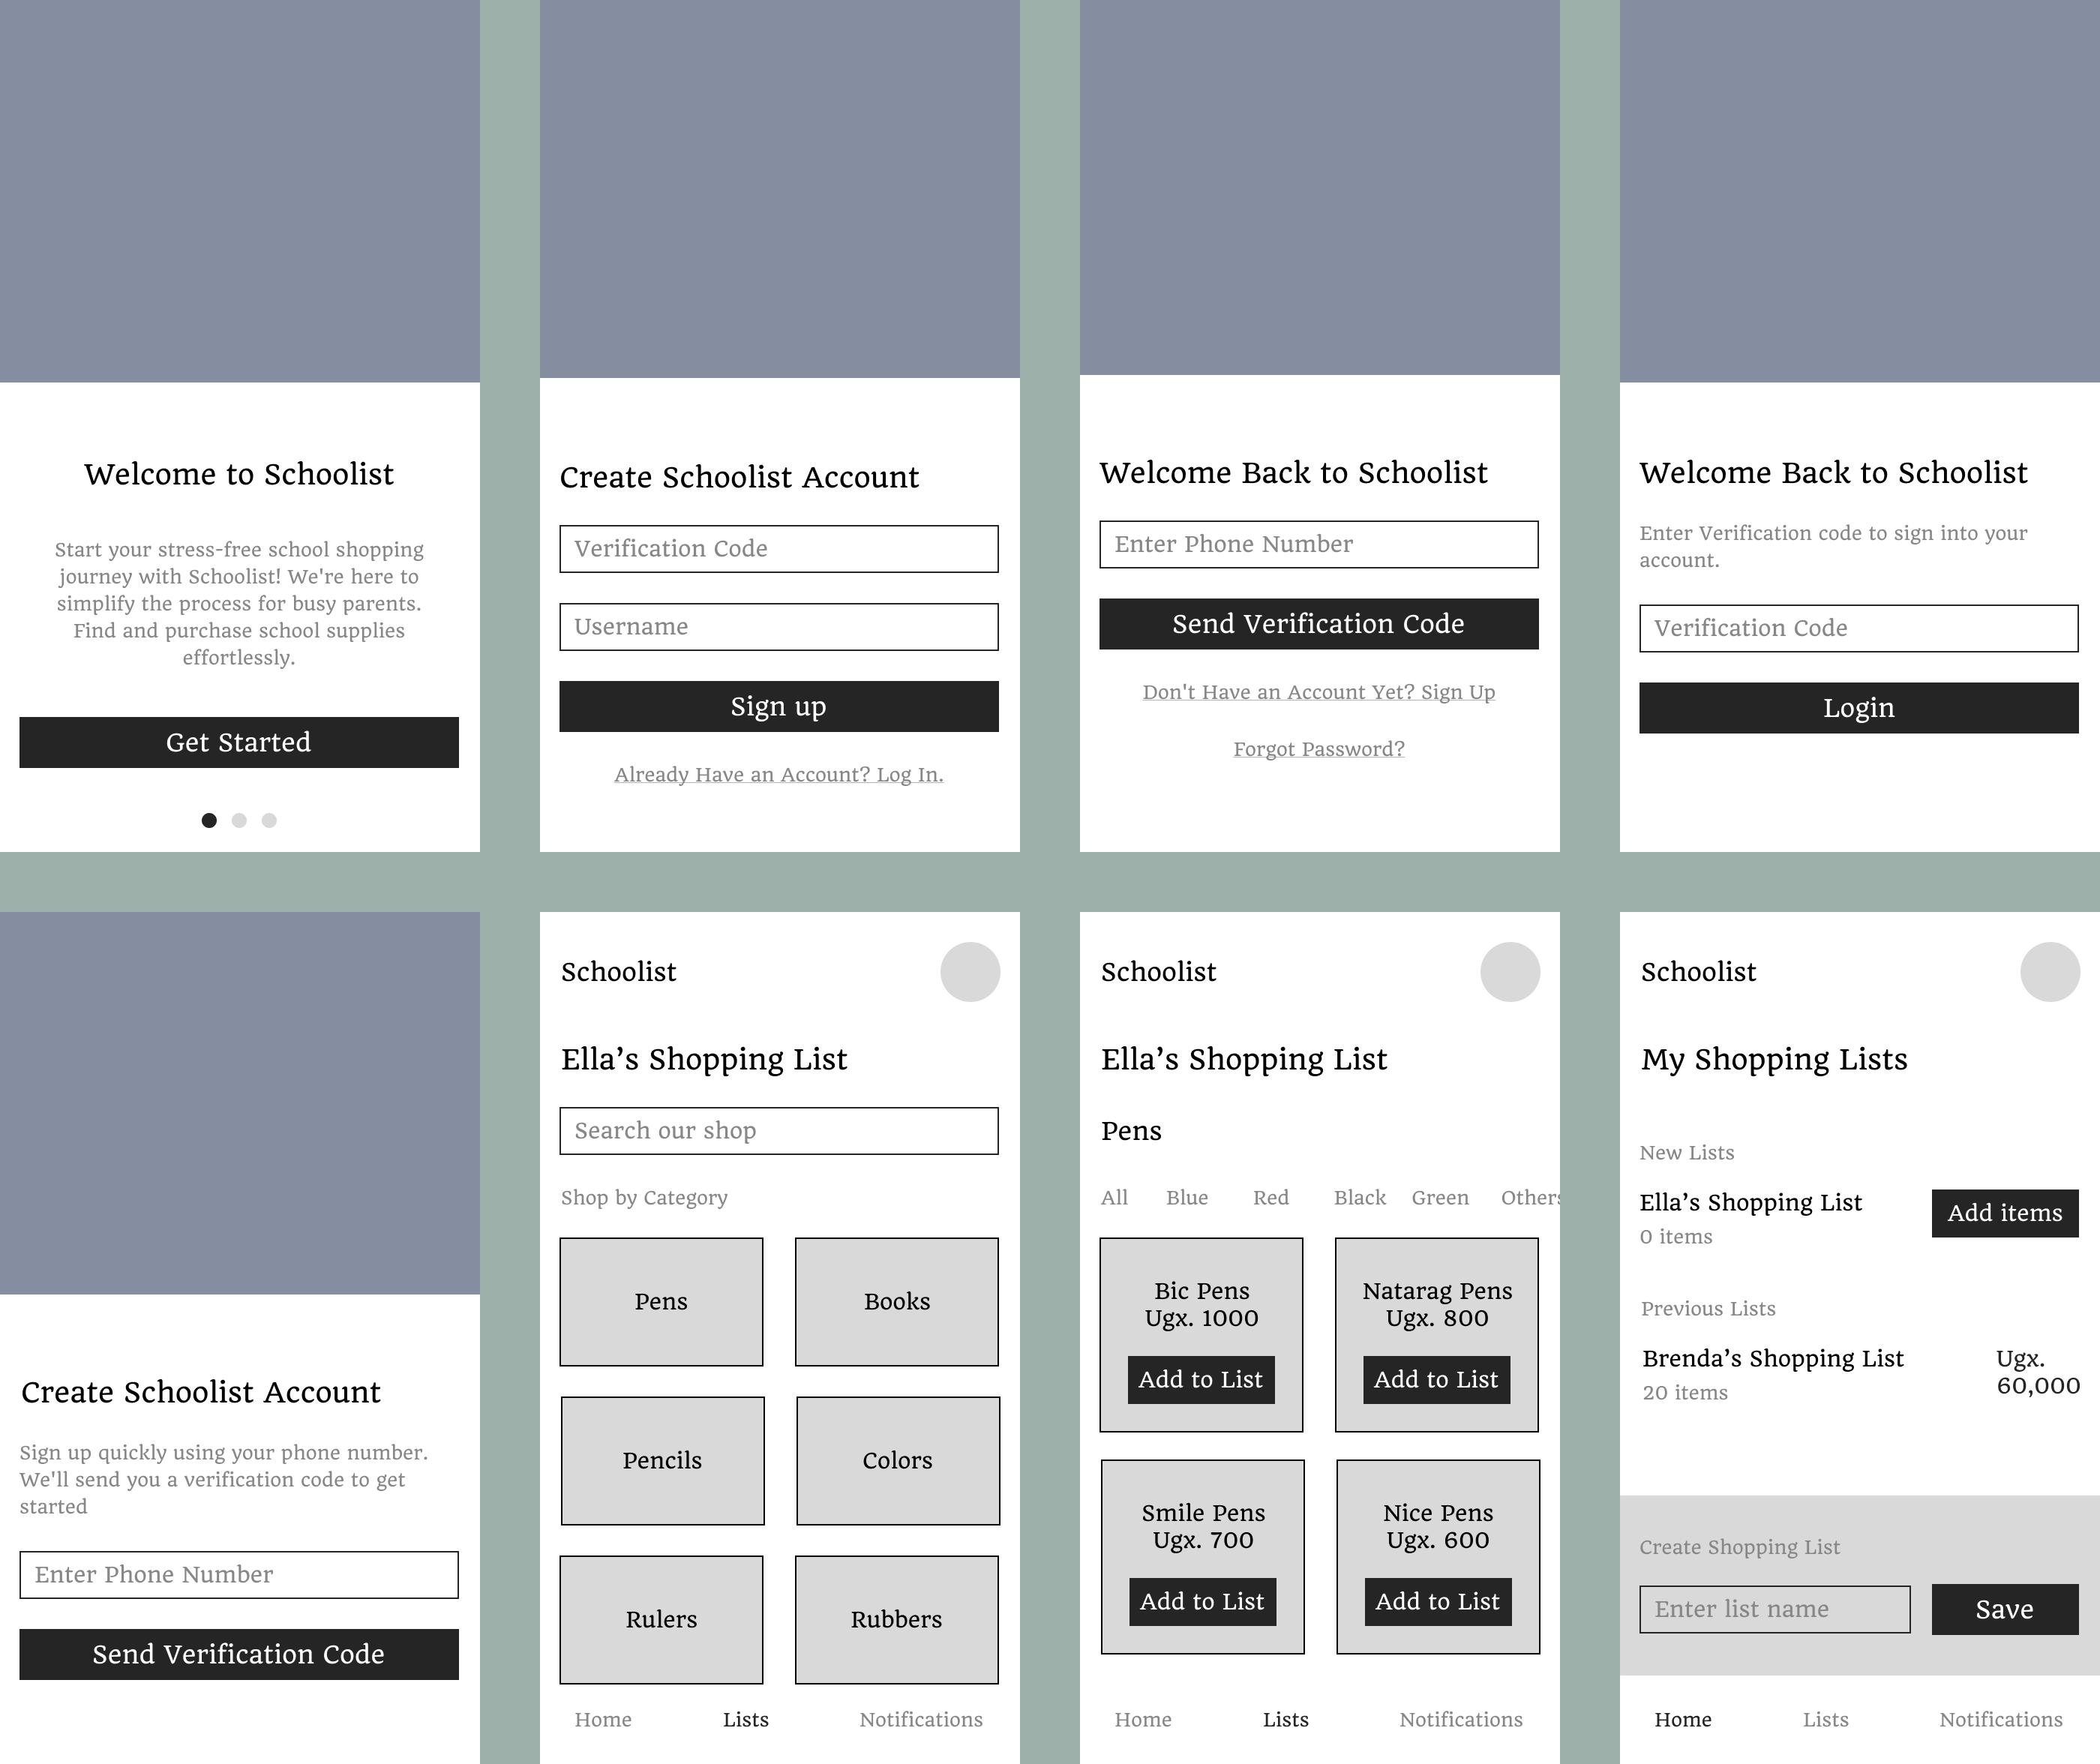 Welcome to Schoolist
Start your stress-free school shopping
journey with Schoolist! We're here to
simplify the process for busy parents.
Find and purchase school supplies
effortlessly.
Get Started
Create Schoolist Account
Verification Code
Username
Sign up
Already Have an Account? Log In.
Welcome Back to Schoolist
Enter Phone Number
Send Verification Code
Don't Have an Account Yet? Sign Up
Forgot Password?
Welcome Back to Schoolist
Enter Verification code to sign into your
account.
Verification Code
Login
Create Schoolist Account
Sign up quickly using your phone number.
We'll send you a verification code to get
started
Enter Phone Number
Send Verification Code
Schoolist
Ella’s Shopping List
Search our shop
Shop by Category
Pens
Books
Pencils
Colors
Rulers
Rubbers
Home Lists Notifications
Schoolist
Ella’s Shopping List
Pens
All Blue Red Black Green Others
Bic Pens
Ugx. 1000
Add to List
Natarag Pens
Ugx. 800
Add to List
Smile Pens
Ugx. 700
Add to List
Nice Pens
Ugx. 600
Add to List
Home Lists Notifications
Schoolist
My Shopping Lists
New Lists
Ella’s Shopping List
0 items
Add items
Previous Lists
Brenda’s Shopping List
20 items
Ugx.
60,000
Create Shopping List
Enter list name
Save
Home Lists Notifications